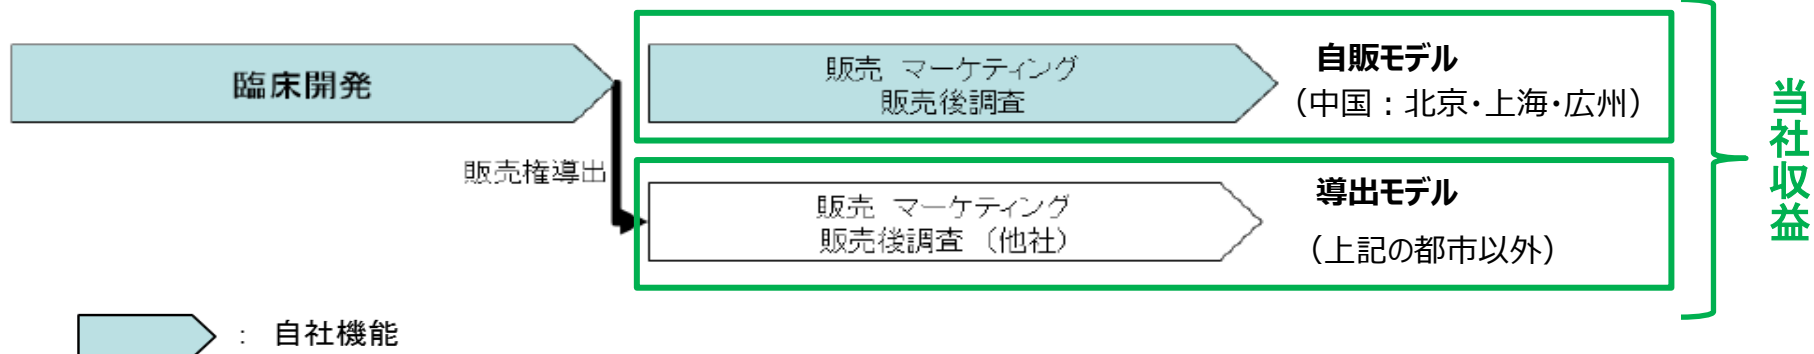 臨床開発
販売 マーケティング
販売後調査
自販モデル
（中国：北京・上海・広州）
販売権導出
販売 マーケティング
販売後調査（他社）
導出モデル
（上記の都市以外）
当社収益
： 自社機能